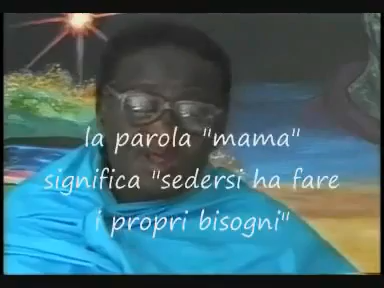 la parola "mama"
significa "sedersi ha fare
i propri bisogni"